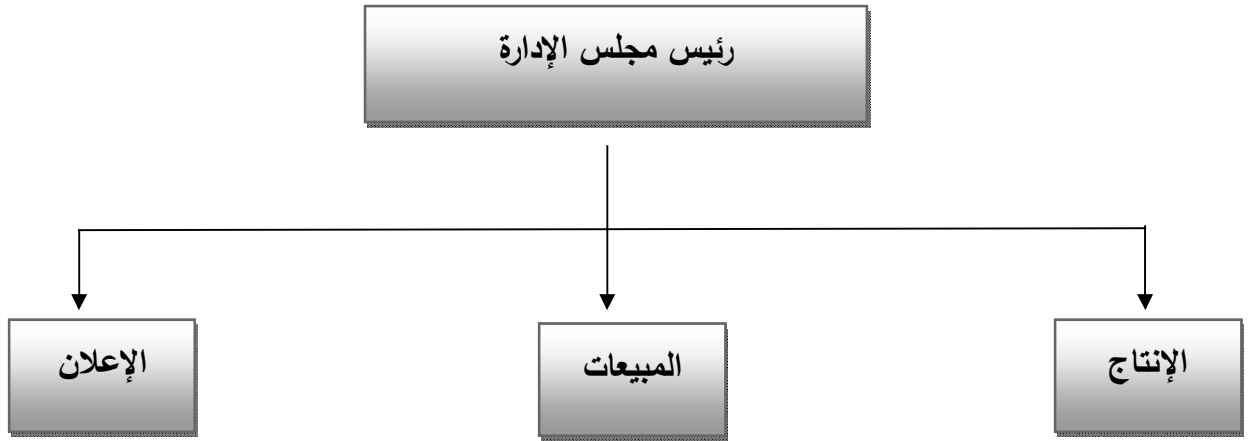 رئيس مجلس الإدارة
الإنتاج
المبيعات
الإعلان